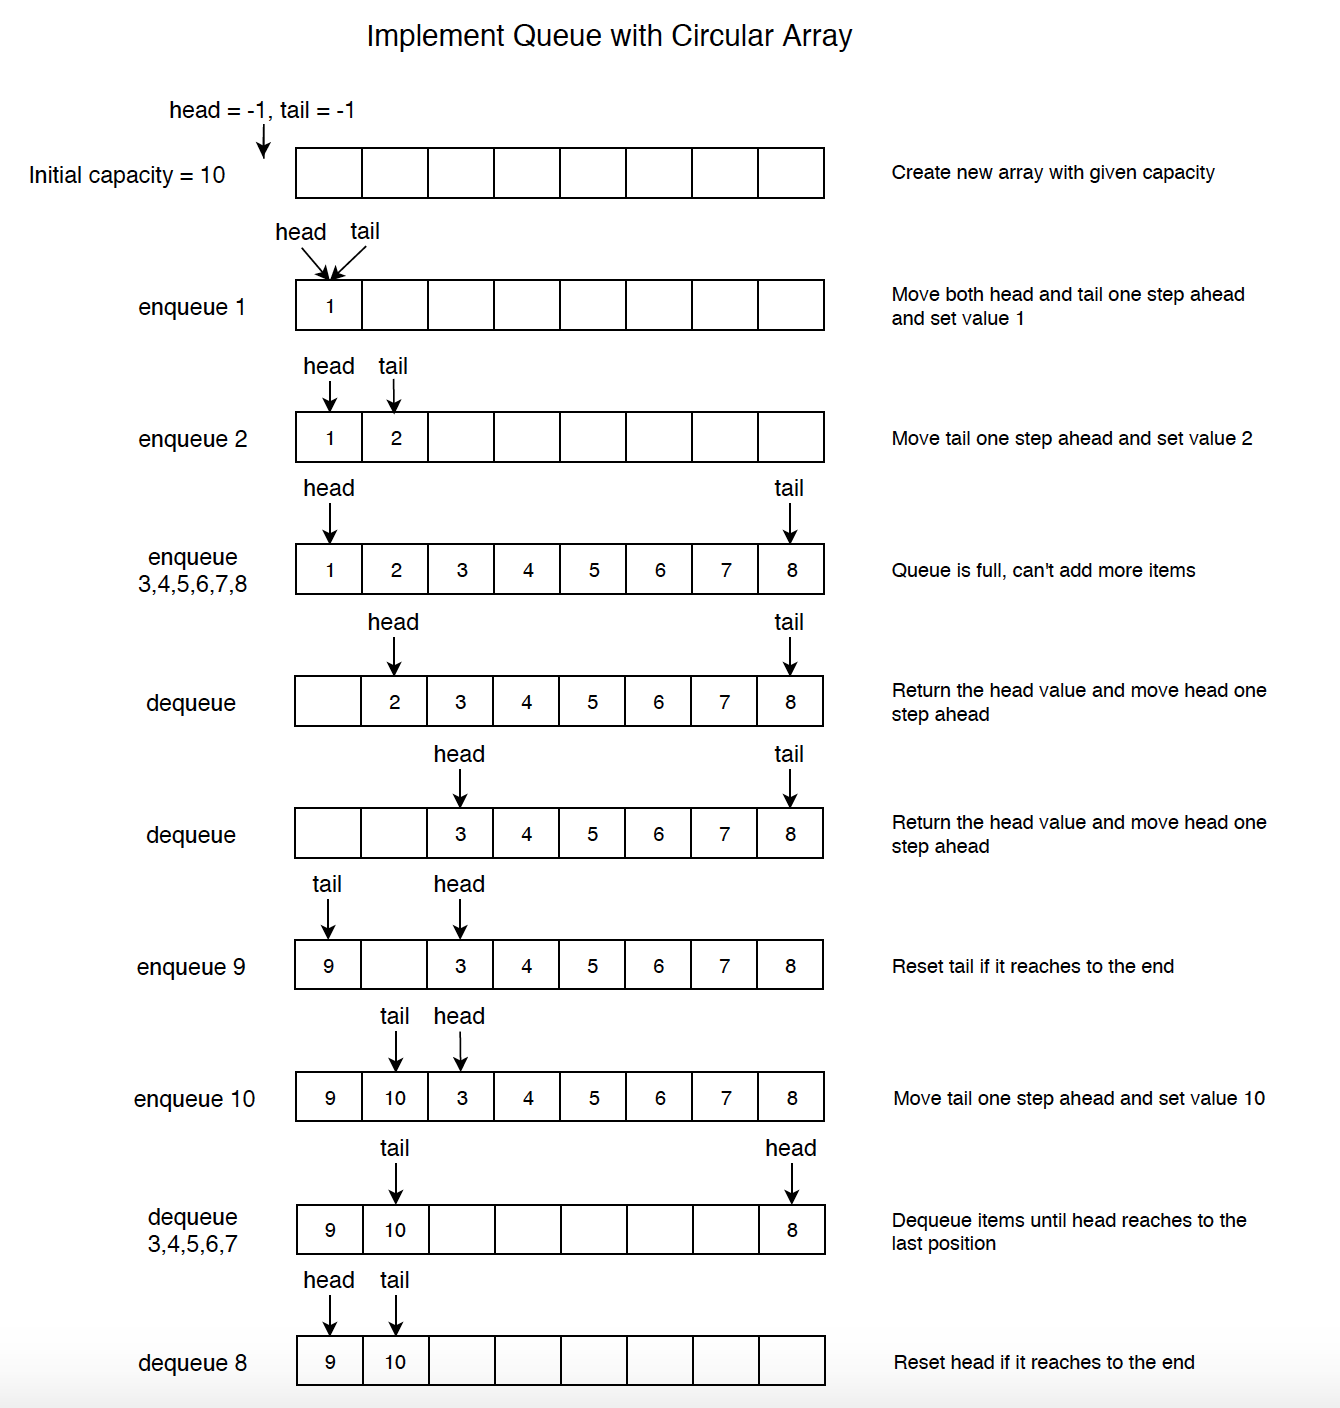 Implement Queue with Circular Array
head = -1, tail = -1
Initial capacity = 10
Create new array with given capacity
head tail
enqueue 1
1
Move both head and tail one step ahead
and set value 1
head tail
enqueue 2
1 2
Move tail one step ahead and set value 2
head tail
enqueue
3,4,5,6,7,8
1 2 3 4 5 6 7 8
Queue is full, can't add more items
head tail
dequeue
2 3 4 5 6 7 8
Return the head value and move head one
step ahead
head tail
dequeue
3 4 5 6 7 8
Return the head value and move head one
step ahead
tail head
enqueue 9
9 3 4 5 6 7 8
Reset tail if it reaches to the end
tail head
enqueue 10
9 10 3 4 5 6 7 8
Move tail one step ahead and set value 10
tail head
dequeue
3,4,5,6,7
9 10 8
Dequeue items until head reaches to the
last position
head tail
dequeue 8
9 10
Reset head if it reaches to the end